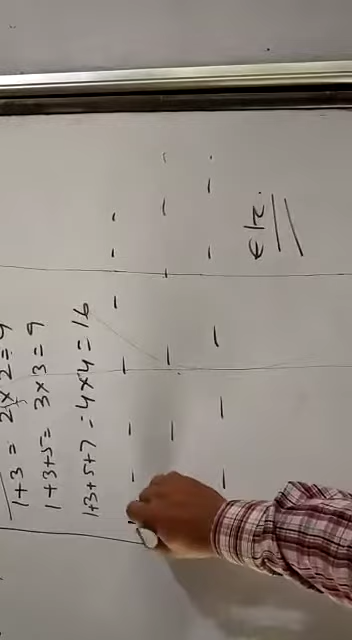 1+3 = 2×2=4
1+3+5= 3×3=9
1+3+5+7 =4×4=16
etc.